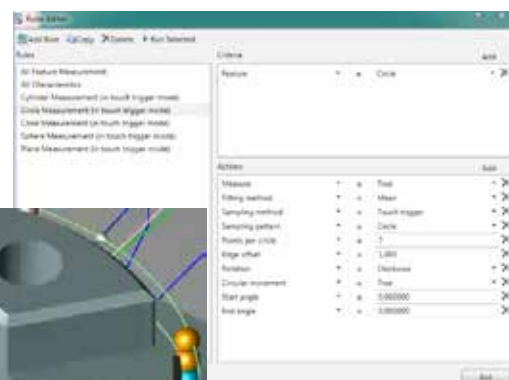 Rules Editor
Add Rule Copy Delete Run Selected
Rules
All Feature Measurement
All Characteristics
Cylinder Measurement (in touch trigger mode)
Circle Measurement (in touch trigger mode)
Cone Measurement (in touch trigger mode)
Sphere Measurement (in touch trigger mode)
Plane Measurement (in touch trigger mode)
Criteria
Add
Feature = Circle
Actions
Add
Measure = True
Fitting method = Mean
Sampling method = Touch trigger
Sampling pattern = Circle
Points per circle = 7
Edge offset =
Rotation = Clockwise
Circular movement = True
Start angle =
End angle =